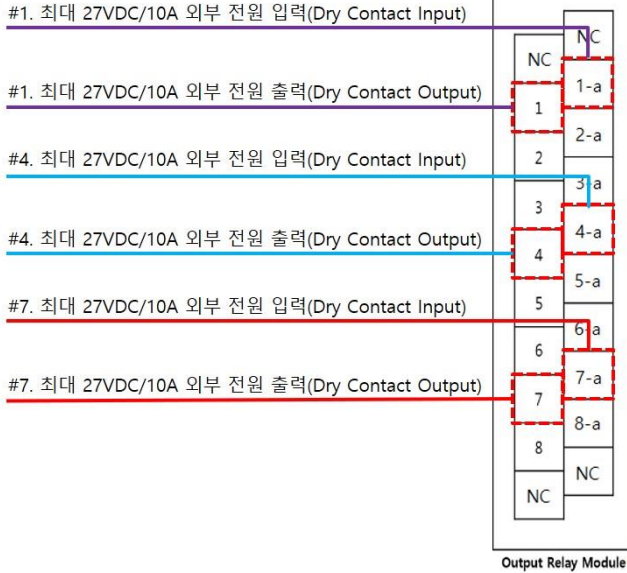 #1. 최대 27VDC/10A 외부 전원 입력(Dry Contact Input)
#1. 최대 27VDC/10A 외부 전원 출력(Dry Contact Output)
#4. 최대 27VDC/10A 외부 전원 입력(Dry Contact Input)
#4. 최대 27VDC/10A 외부 전원 출력(Dry Contact Output)
#7. 최대 27VDC/10A 외부 전원 입력(Dry Contact Input)
#7. 최대 27VDC/10A 외부 전원 출력(Dry Contact Output)
NC
1
2
3
4
5
6
7
8
NC
NC
1-a
2-a
3-a
4-a
5-a
6-a
7-a
8-a
NC
Output Relay Module